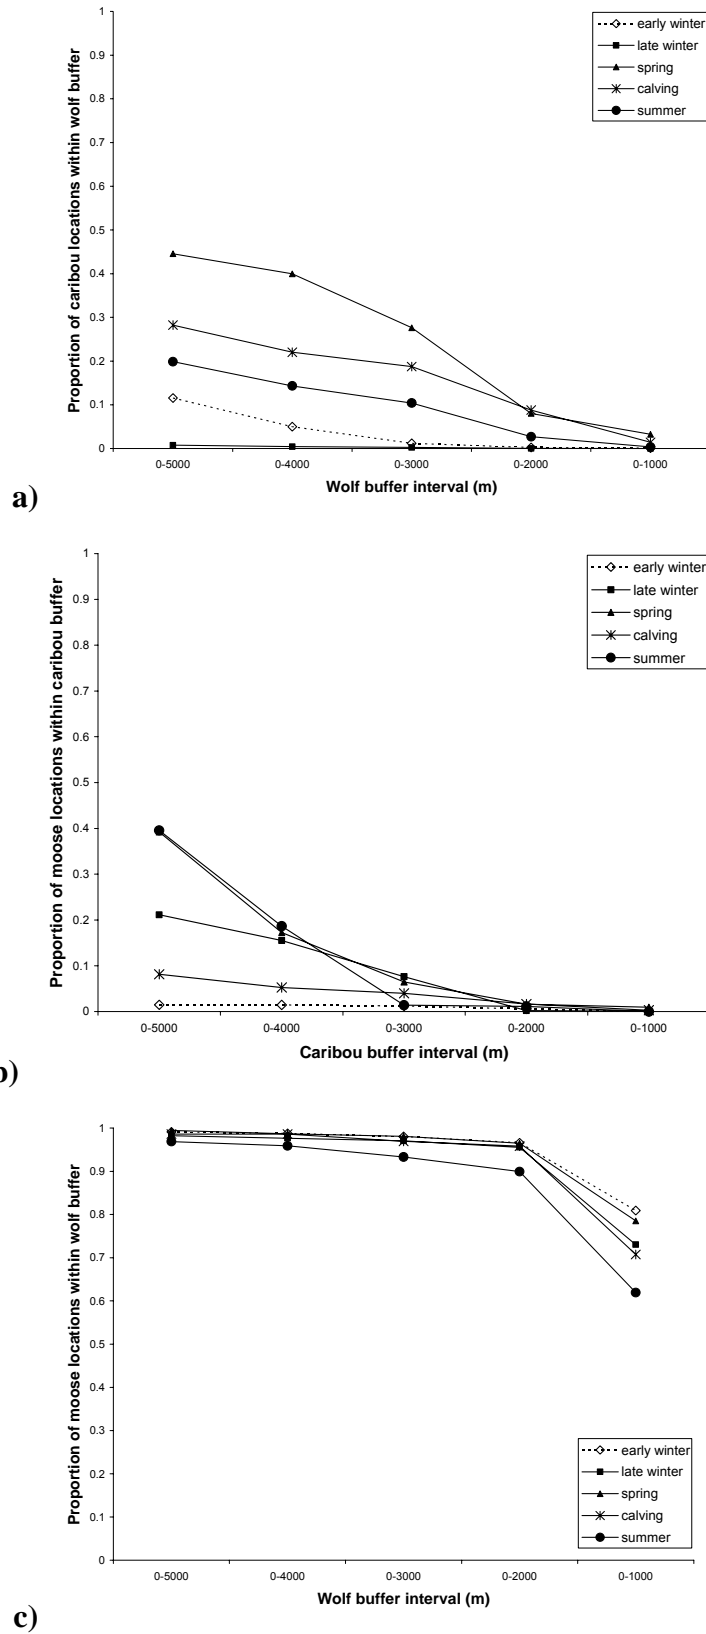 1
0.9
0.8
0.7
0.6
0.5
0.4
0.3
0.2
0.1
0
Proportion of caribou locations within wolf buffer
early winter
late winter
spring
calving
summer
0-5000 0-4000 0-3000 0-2000 0-1000
Wolf buffer interval (m)
a)
1
0.9
0.8
0.7
0.6
0.5
0.4
0.3
0.2
0.1
0
Proportion of moose locations within caribou buffer
early winter
late winter
spring
calving
summer
0-5000 0-4000 0-3000 0-2000 0-1000
Caribou buffer interval (m)
b)
1
0.9
0.8
0.7
0.6
0.5
0.4
0.3
0.2
0.1
0
Proportion of moose locations within wolf buffer
early winter
late winter
spring
calving
summer
0-5000 0-4000 0-3000 0-2000 0-1000
Wolf buffer interval (m)
c)